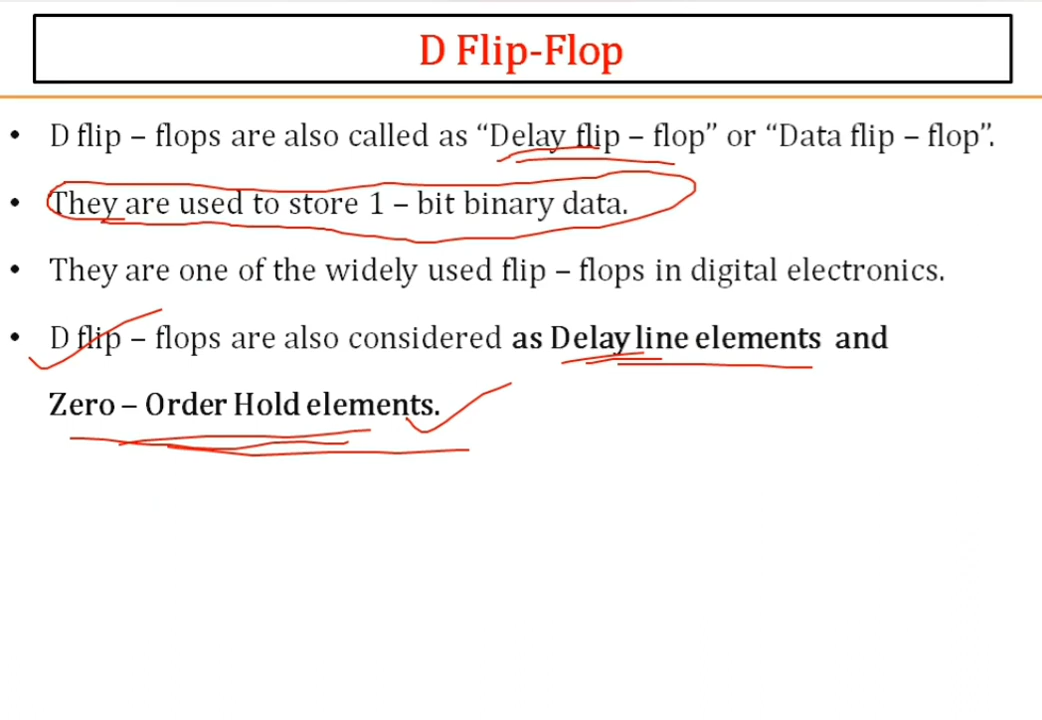 D Flip-Flop
• D flip – flops are also called as “Delay flip – flop” or “Data flip – flop”.
• They are used to store 1 – bit binary data.
• They are one of the widely used flip – flops in digital electronics.
• D flip – flops are also considered as Delay line elements and
Zero – Order Hold elements.